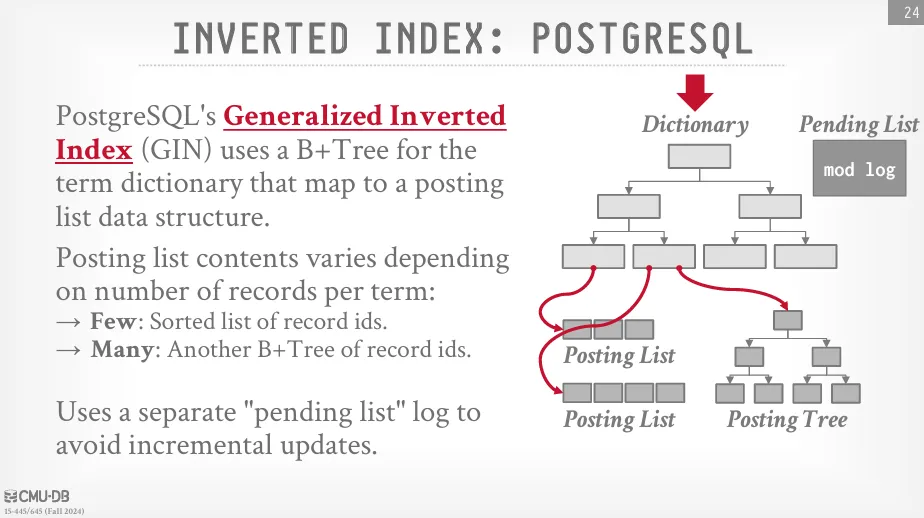 24
INVERTED INDEX: POSTGRESQL
PostgreSQL's Generalized Inverted
Index (GIN) uses a B+Tree for the
term dictionary that map to a posting
list data structure.
Posting list contents varies depending
on number of records per term:
→ Few: Sorted list of record ids.
→ Many: Another B+Tree of record ids.
Uses a separate "pending list" log to
avoid incremental updates.
Dictionary
Pending List
mod log
Posting List
Posting List
Posting Tree
CMU-DB
15-445/645 (Fall 2024)